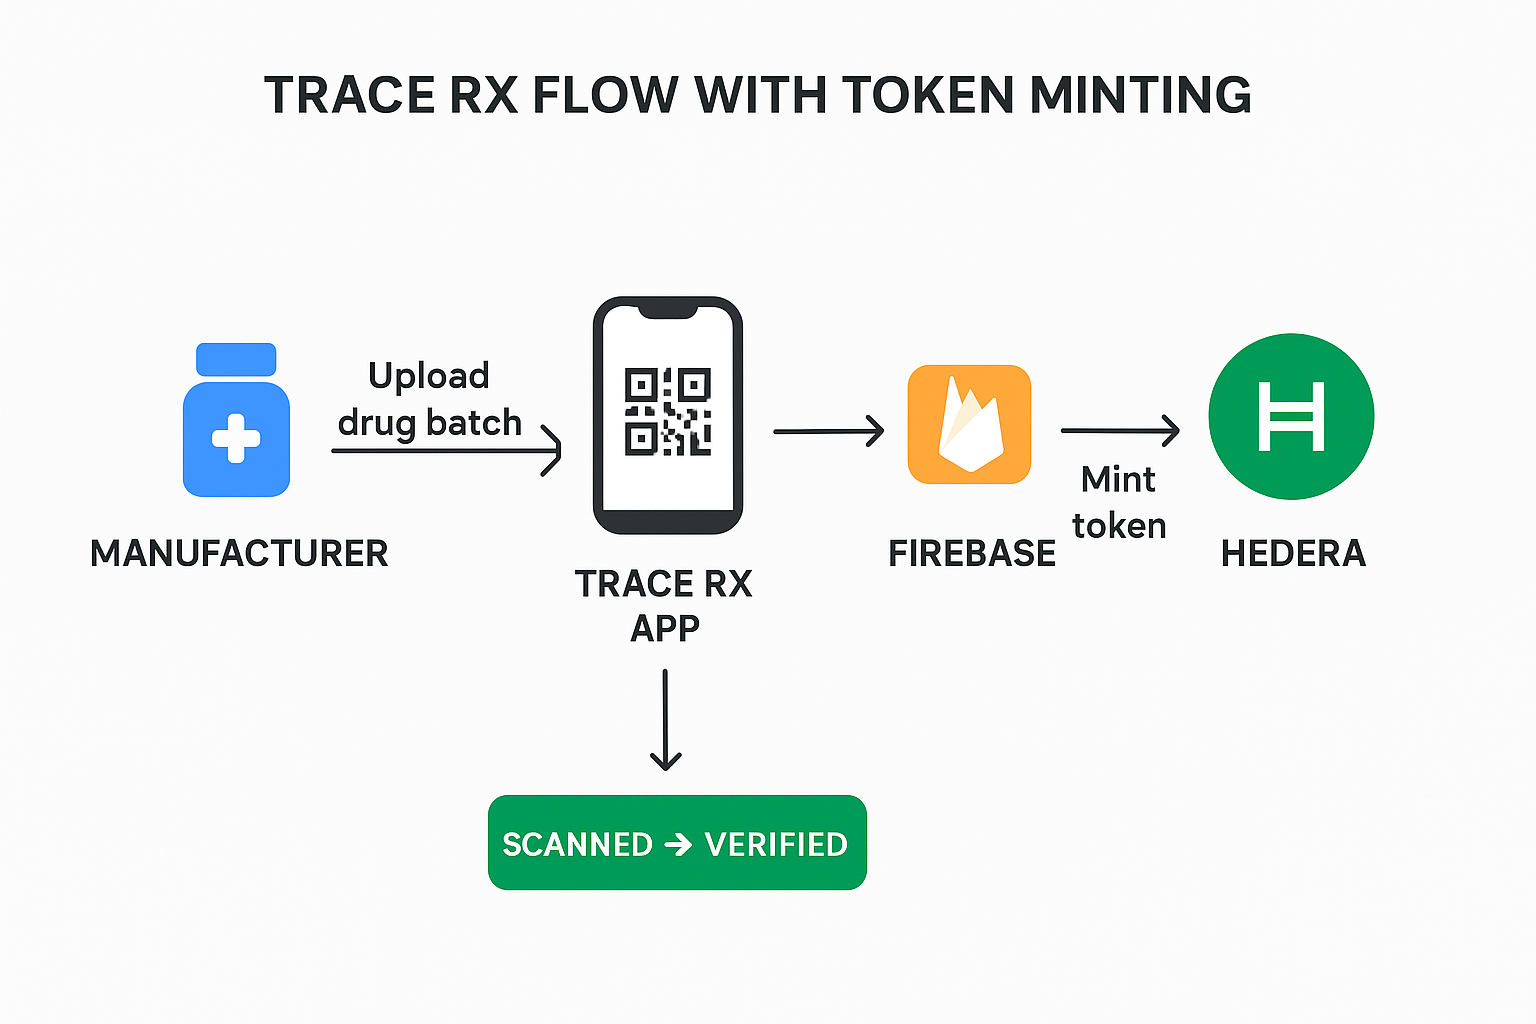 TRACE RX FLOW WITH TOKEN MINTING
Upload
drug batch
MANUFACTURER
TRACE RX
APP
FIREBASE
Mint
token
HEDERA
SCANNED → VERIFIED